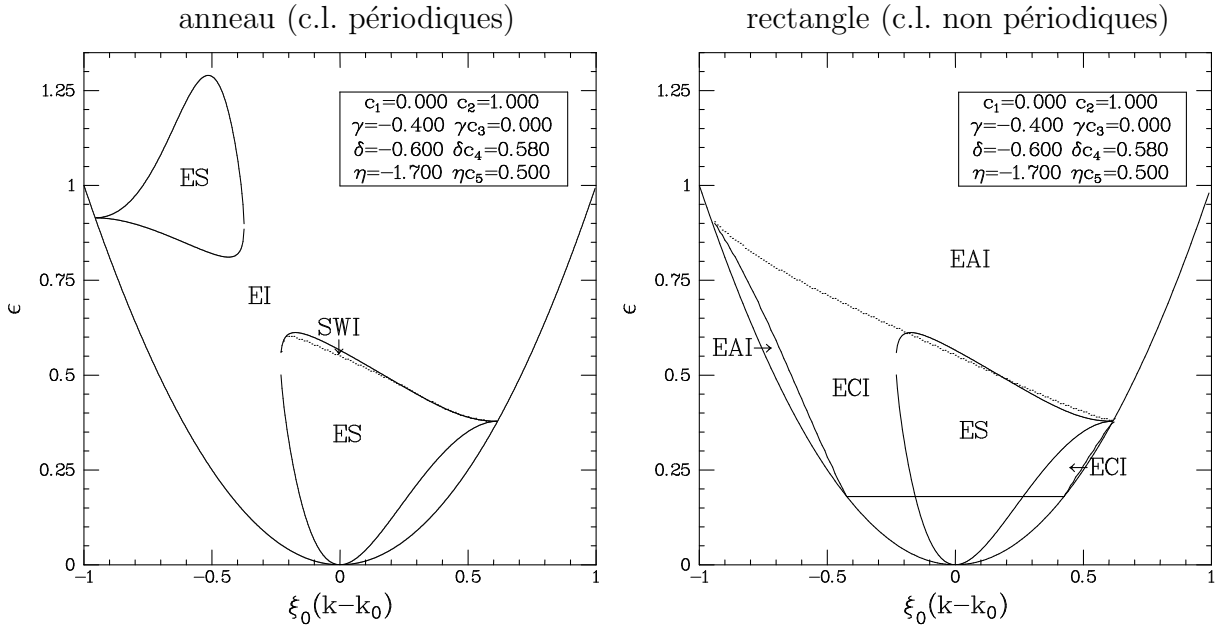 anneau (c.l. périodiques)
c₁=0.000 c₂=1.000
γ=−0.400 γc₃=0.000
δ=−0.600 δc₄=0.580
η=−1.700 ηc₅=0.500
1.25
1
0.75
0.5
0.25
0
ϵ
ES
EI
SWI
ES
−1 −0.5 0 0.5 1
ξ₀(k−k₀)
rectangle (c.l. non périodiques)
c₁=0.000 c₂=1.000
γ=−0.400 γc₃=0.000
δ=−0.600 δc₄=0.580
η=−1.700 ηc₅=0.500
1.25
1
0.75
0.5
0.25
0
ϵ
EAI
EAI
ECI
ES
ECI
−1 −0.5 0 0.5 1
ξ₀(k−k₀)